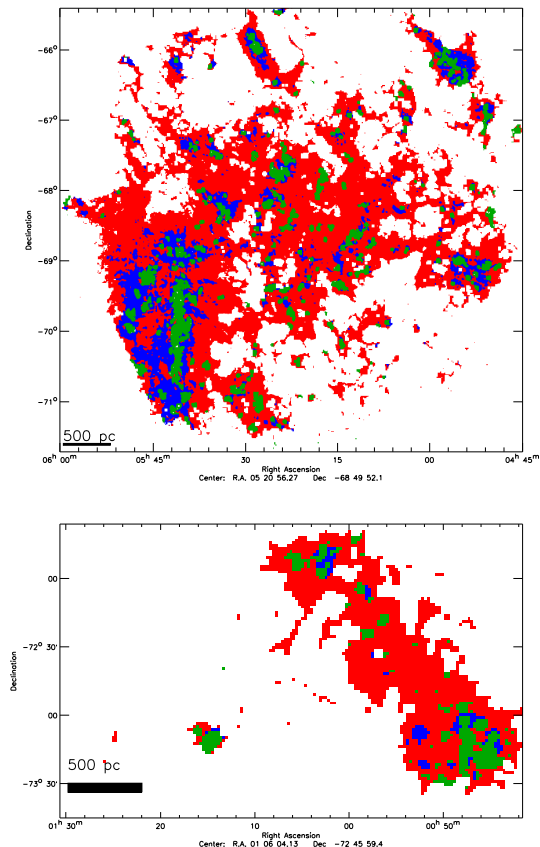 -66°
-67°
-68°
Declination
-69°
-70°
-71°
500 pc
06ʰ 00ᵐ 05ʰ 45ᵐ 30 15 00 04ʰ 45ᵐ
Right Ascension
Center: R.A. 05 20 56.27 Dec -68 49 52.1
00
-72° 30'
Declination
00
500 pc
-73° 30'
01ʰ 30ᵐ 20 10 00 00ʰ 50ᵐ
Right Ascension
Center: R.A. 01 06 04.13 Dec -72 45 59.4